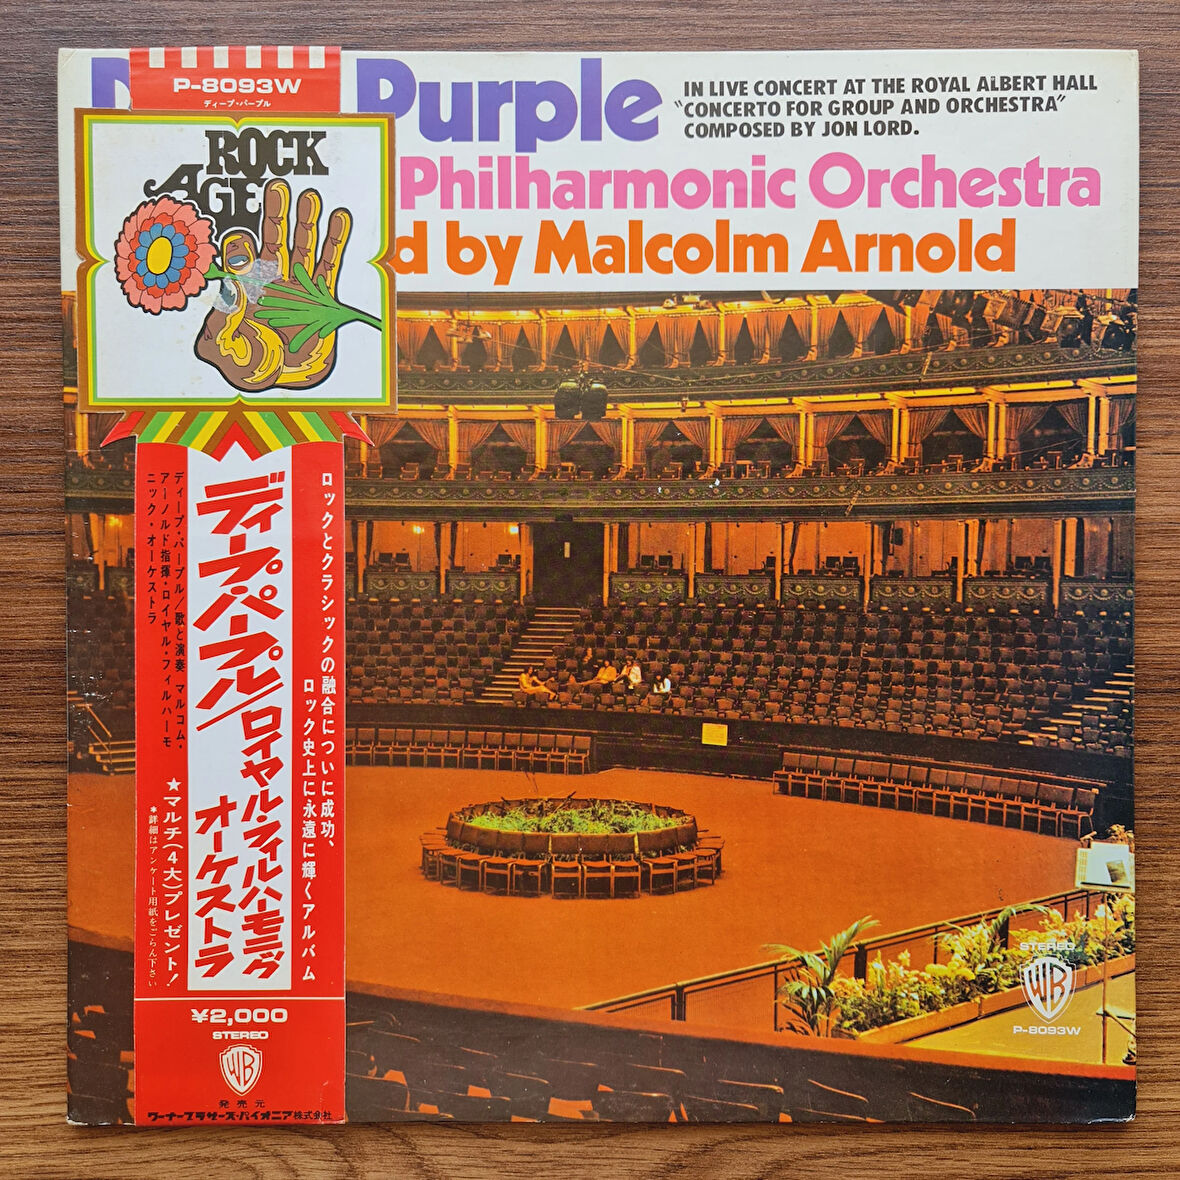 P-8093W
ディープ・パープル
ROCK
AGE
Purple
IN LIVE CONCERT AT THE ROYAL ALBERT HALL
"CONCERTO FOR GROUP AND ORCHESTRA"
COMPOSED BY JON LORD.
Philharmonic Orchestra
d by Malcolm Arnold
ロックとクラシックの融合についに成功、
ロック史上に永遠に輝くアルバム
ディープ・パープル/ロイヤル・フィルハーモニック
オーケストラ
ディープ・パープル/歌と演奏 マルコム・
アーノルド指揮・ロイヤル・フィルハーモ
ニック・オーケストラ
★マルチ(4大)プレゼント!
*詳細はアンケート用紙をごらん下さい
¥2,000
STEREO
WB
発売元
ワーナーブラザーズ・パイオニア株式会社
STEREO
WB
P-8093W